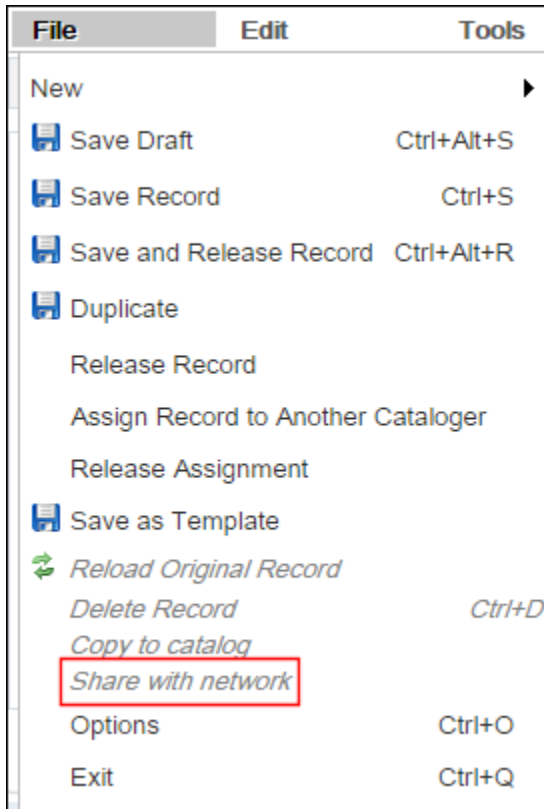 File Edit Tools
New
Save Draft Ctrl+Alt+S
Save Record Ctrl+S
Save and Release Record Ctrl+Alt+R
Duplicate
Release Record
Assign Record to Another Cataloger
Release Assignment
Save as Template
Reload Original Record
Delete Record Ctrl+D
Copy to catalog
Share with network
Options Ctrl+O
Exit Ctrl+Q